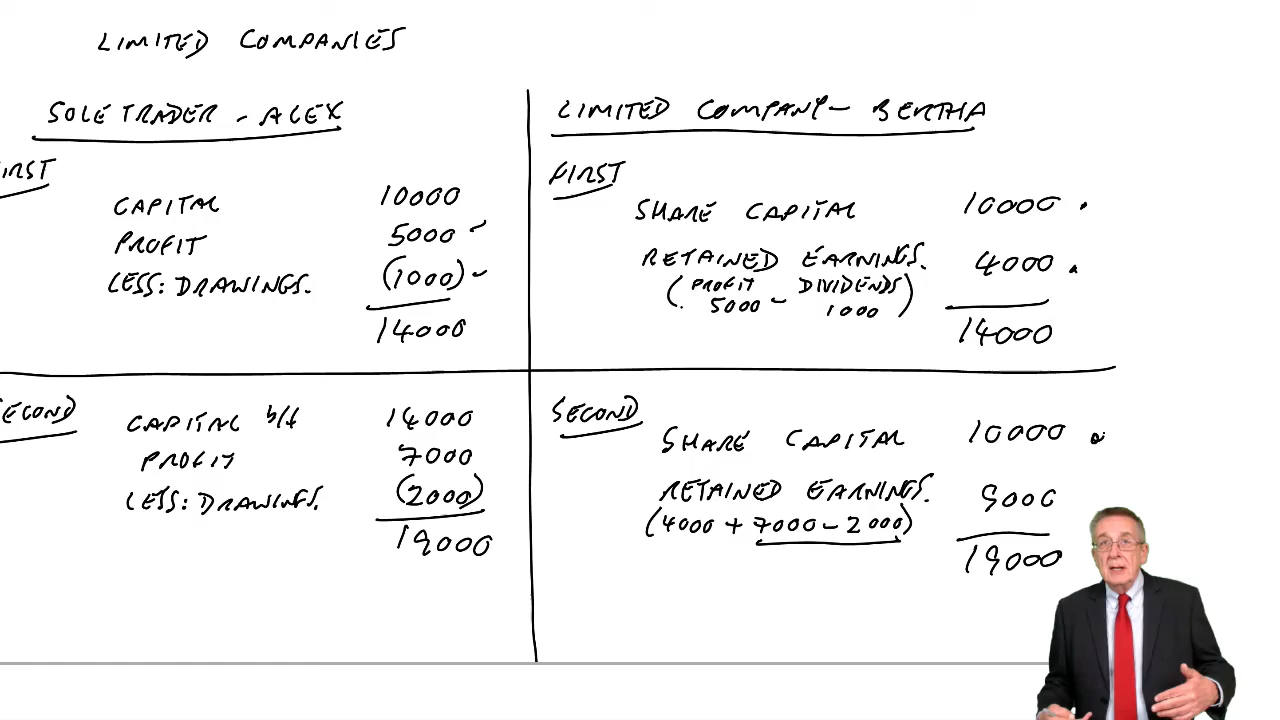 LIMITED COMPANIES
SOLE TRADER - ALEX
FIRST
CAPITAL 10000
PROFIT 5000
LESS: DRAWINGS. (1000)
14000
SECOND
CAPITAL b/f 14000
PROFIT 7000
LESS: DRAWINGS. (2000)
19000
LIMITED COMPANY - BERTHA
FIRST
SHARE CAPITAL 10000
RETAINED EARNINGS. 4000
(PROFIT - DIVIDENDS)
5000 1000
14000
SECOND
SHARE CAPITAL 10000
RETAINED EARNINGS. 9000
(4000 + 7000 - 2000)
19000